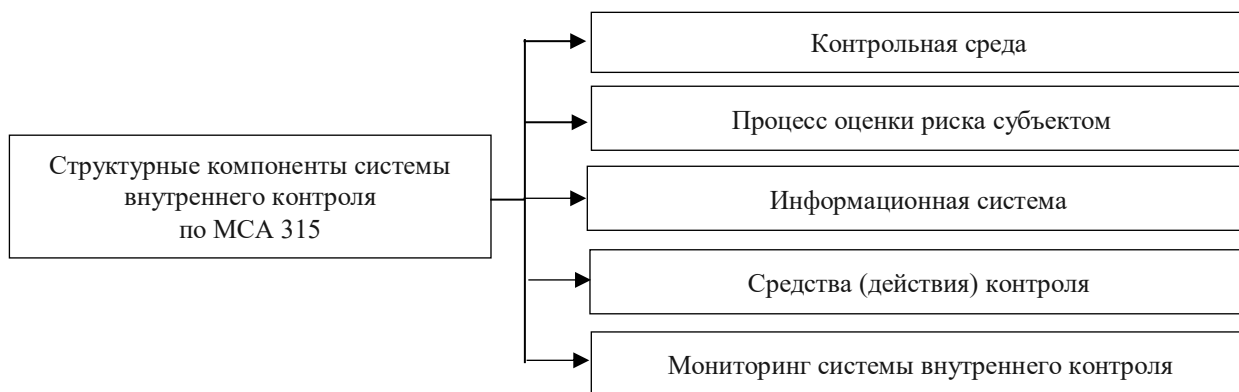 Структурные компоненты системы
внутреннего контроля
по МСА 315
Контрольная среда
Процесс оценки риска субъектом
Информационная система
Средства (действия) контроля
Мониторинг системы внутреннего контроля